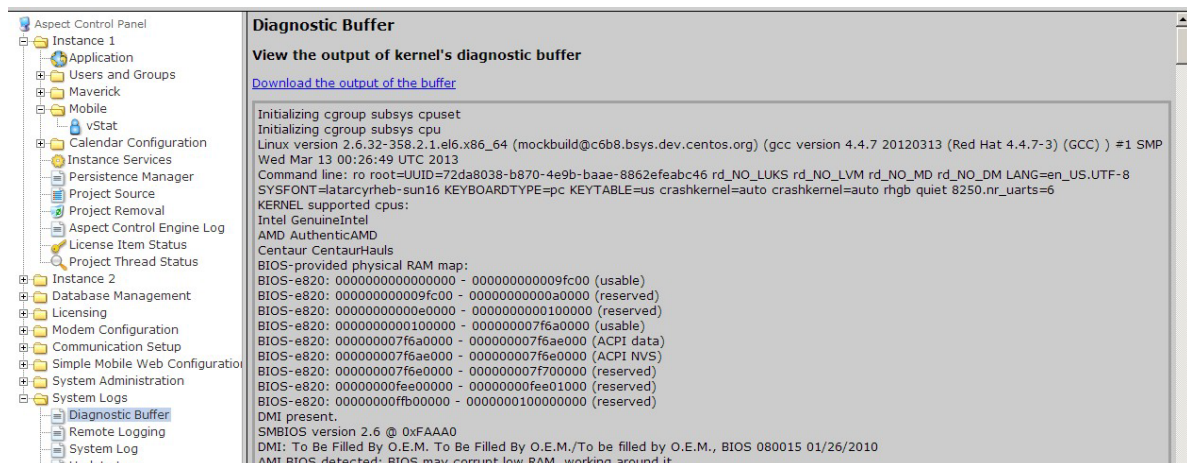 Aspect Control Panel
Instance 1
Application
Users and Groups
Maverick
Mobile
vStat
Calendar Configuration
Instance Services
Persistence Manager
Project Source
Project Removal
Aspect Control Engine Log
License Item Status
Project Thread Status
Instance 2
Database Management
Licensing
Modem Configuration
Communication Setup
Simple Mobile Web Configuration
System Administration
System Logs
Diagnostic Buffer
Remote Logging
System Log
Diagnostic Buffer
View the output of kernel's diagnostic buffer
Download the output of the buffer
Initializing cgroup subsys cpuset
Initializing cgroup subsys cpu
Linux version 2.6.32-358.2.1.el6.x86_64 (mockbuild@c6b8.bsys.dev.centos.org) (gcc version 4.4.7 20120313 (Red Hat 4.4.7-3) (GCC) ) #1 SMP
Wed Mar 13 00:26:49 UTC 2013
Command line: ro root=UUID=72da8038-b870-4e9b-baae-8862efeabc46 rd_NO_LUKS rd_NO_LVM rd_NO_MD rd_NO_DM LANG=en_US.UTF-8
SYSFONT=latarcyrheb-sun16 KEYBOARDTYPE=pc KEYTABLE=us crashkernel=auto crashkernel=auto rhgb quiet 8250.nr_uarts=6
KERNEL supported cpus:
Intel GenuineIntel
AMD AuthenticAMD
Centaur CentaurHauls
BIOS-provided physical RAM map:
BIOS-e820: 0000000000000000 - 000000000009fc00 (usable)
BIOS-e820: 000000000009fc00 - 00000000000a0000 (reserved)
BIOS-e820: 00000000000e0000 - 0000000000100000 (reserved)
BIOS-e820: 0000000000100000 - 000000007f6a0000 (usable)
BIOS-e820: 000000007f6a0000 - 000000007f6ae000 (ACPI data)
BIOS-e820: 000000007f6ae000 - 000000007f6e0000 (ACPI NVS)
BIOS-e820: 000000007f6e0000 - 000000007f700000 (reserved)
BIOS-e820: 00000000fee00000 - 00000000fee01000 (reserved)
BIOS-e820: 00000000ffb00000 - 0000000100000000 (reserved)
DMI present.
SMBIOS version 2.6 @ 0xFAAA0
DMI: To Be Filled By O.E.M. To Be Filled By O.E.M./To be filled by O.E.M., BIOS 080015 01/26/2010
AMI BIOS detected: BIOS may corrupt low RAM, working around it.